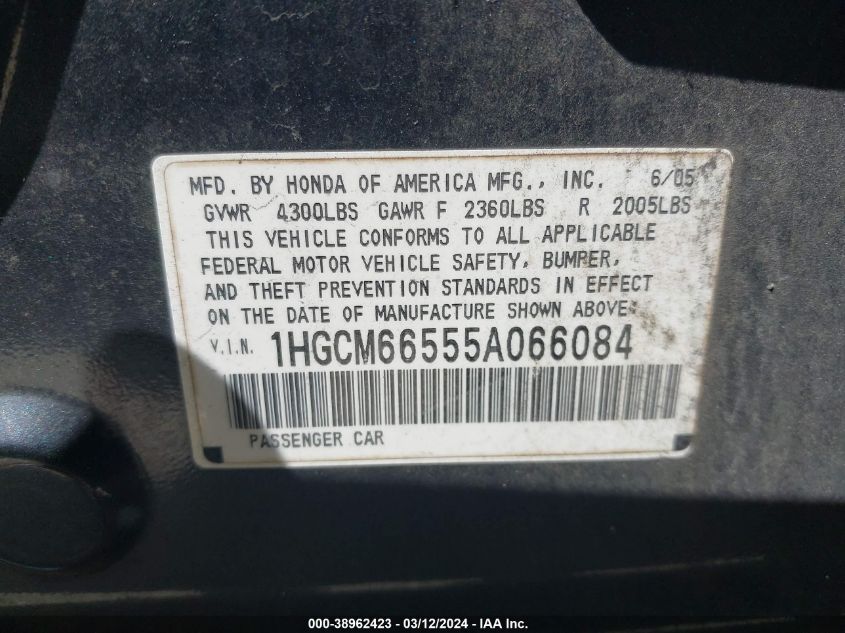 MFD. BY HONDA OF AMERICA MFG., INC. 6/05
GVWR 4300LBS GAWR F 2360LBS R 2005LBS
THIS VEHICLE CONFORMS TO ALL APPLICABLE
FEDERAL MOTOR VEHICLE SAFETY, BUMPER,
AND THEFT PREVENTION STANDARDS IN EFFECT
ON THE DATE OF MANUFACTURE SHOWN ABOVE.
V.I.N. 1HGCM66555A066084
PASSENGER CAR
000-38962423 - 03/12/2024 - IAA Inc.